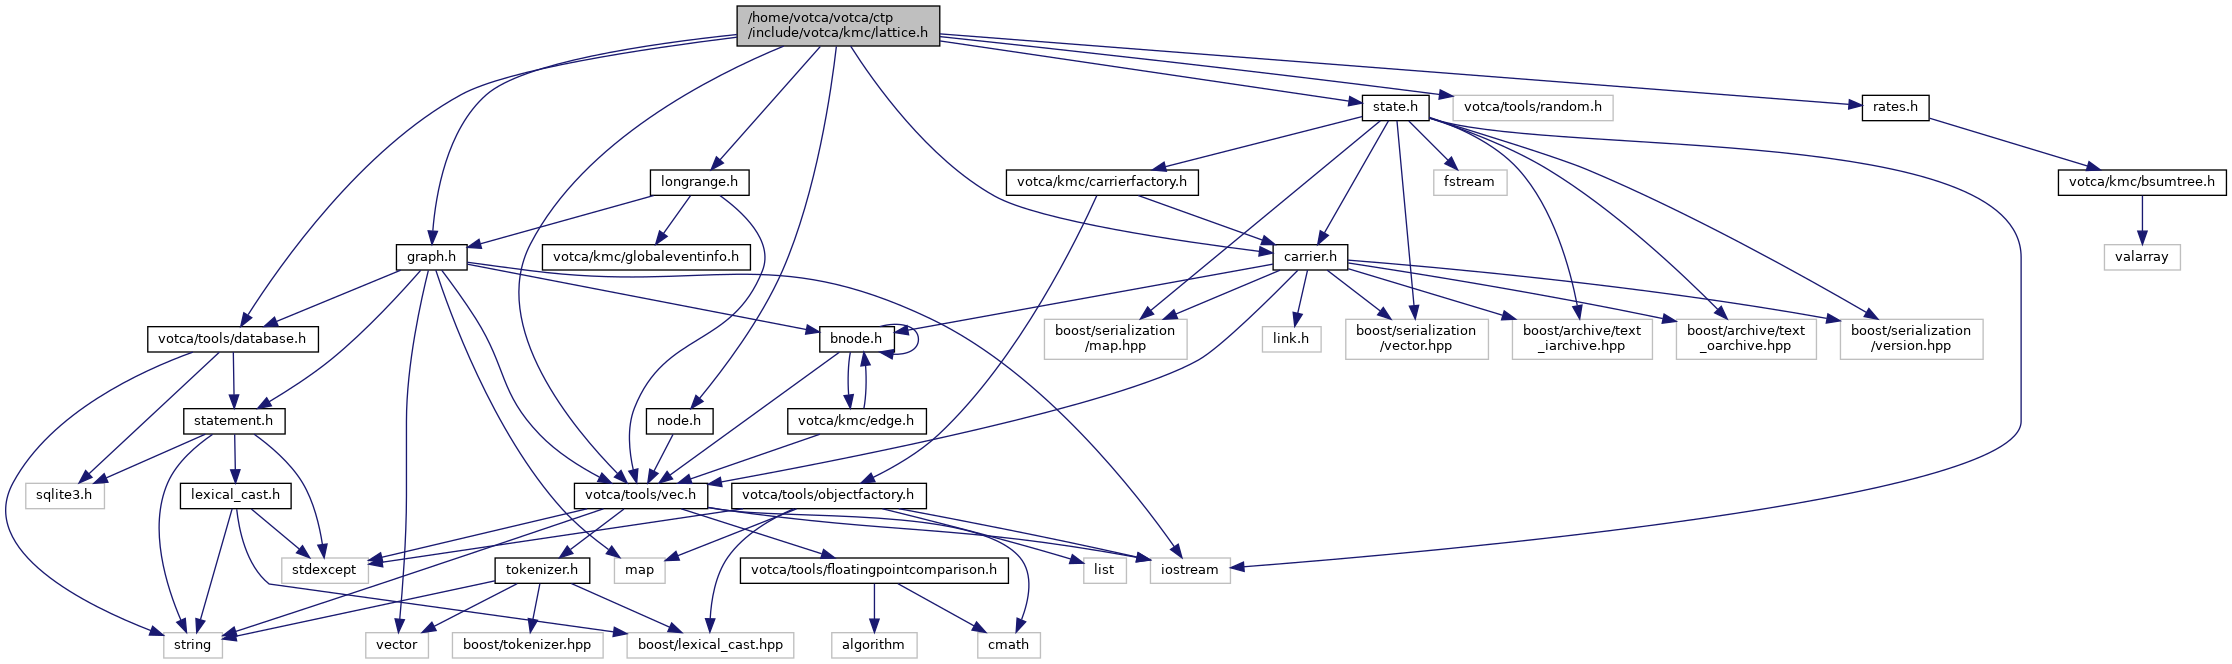 /home/votca/votca/ctp
/include/votca/kmc/lattice.h
state.h
votca/tools/random.h
rates.h
longrange.h
votca/kmc/carrierfactory.h
fstream
votca/kmc/bsumtree.h
graph.h
votca/kmc/globaleventinfo.h
carrier.h
valarray
votca/tools/database.h
bnode.h
boost/serialization
/map.hpp
link.h
boost/serialization
/vector.hpp
boost/archive/text
_iarchive.hpp
boost/archive/text
_oarchive.hpp
boost/serialization
/version.hpp
statement.h
node.h
votca/kmc/edge.h
sqlite3.h
lexical_cast.h
votca/tools/vec.h
votca/tools/objectfactory.h
stdexcept
tokenizer.h
map
votca/tools/floatingpointcomparison.h
list
iostream
string
vector
boost/tokenizer.hpp
boost/lexical_cast.hpp
algorithm
cmath